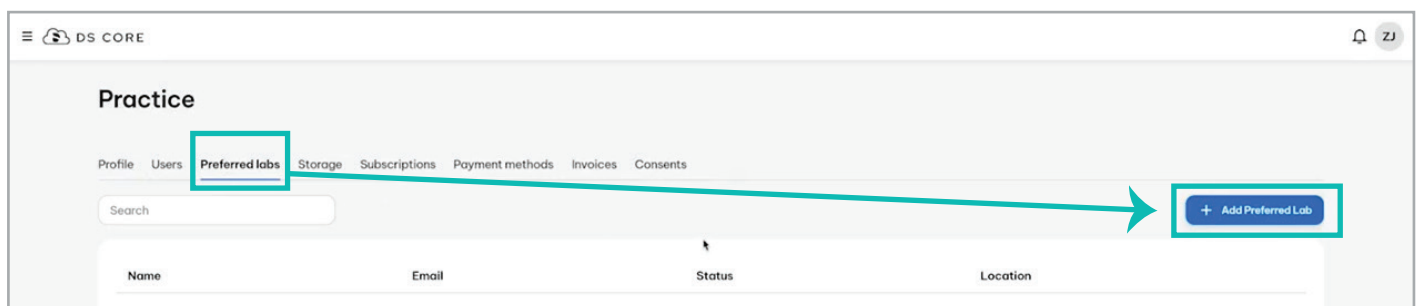 DS CORE ZJ
Practice
Profile Users Preferred labs Storage Subscriptions Payment methods Invoices Consents
Search + Add Preferred Lab
Name Email Status Location